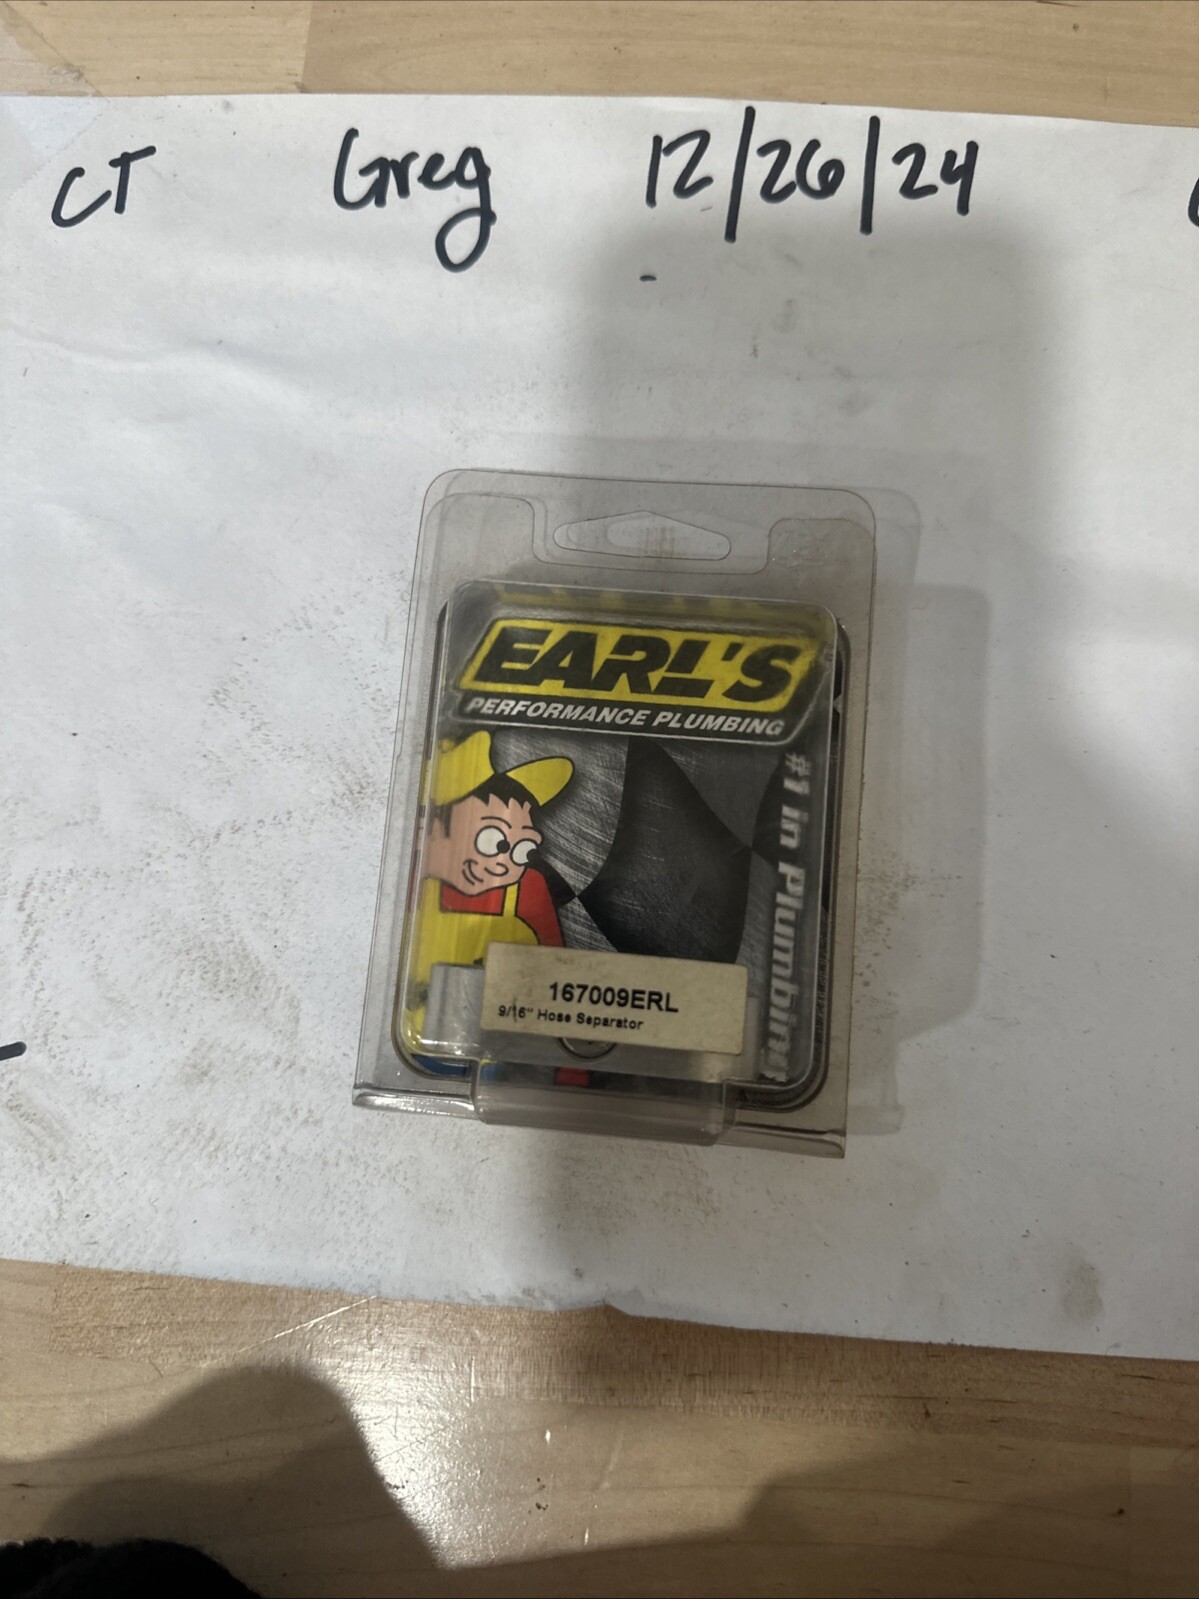 CT Greg 12/26/24
EARL'S
PERFORMANCE PLUMBING
#1 in Plumbing
167009ERL
9/16" Hose Separator